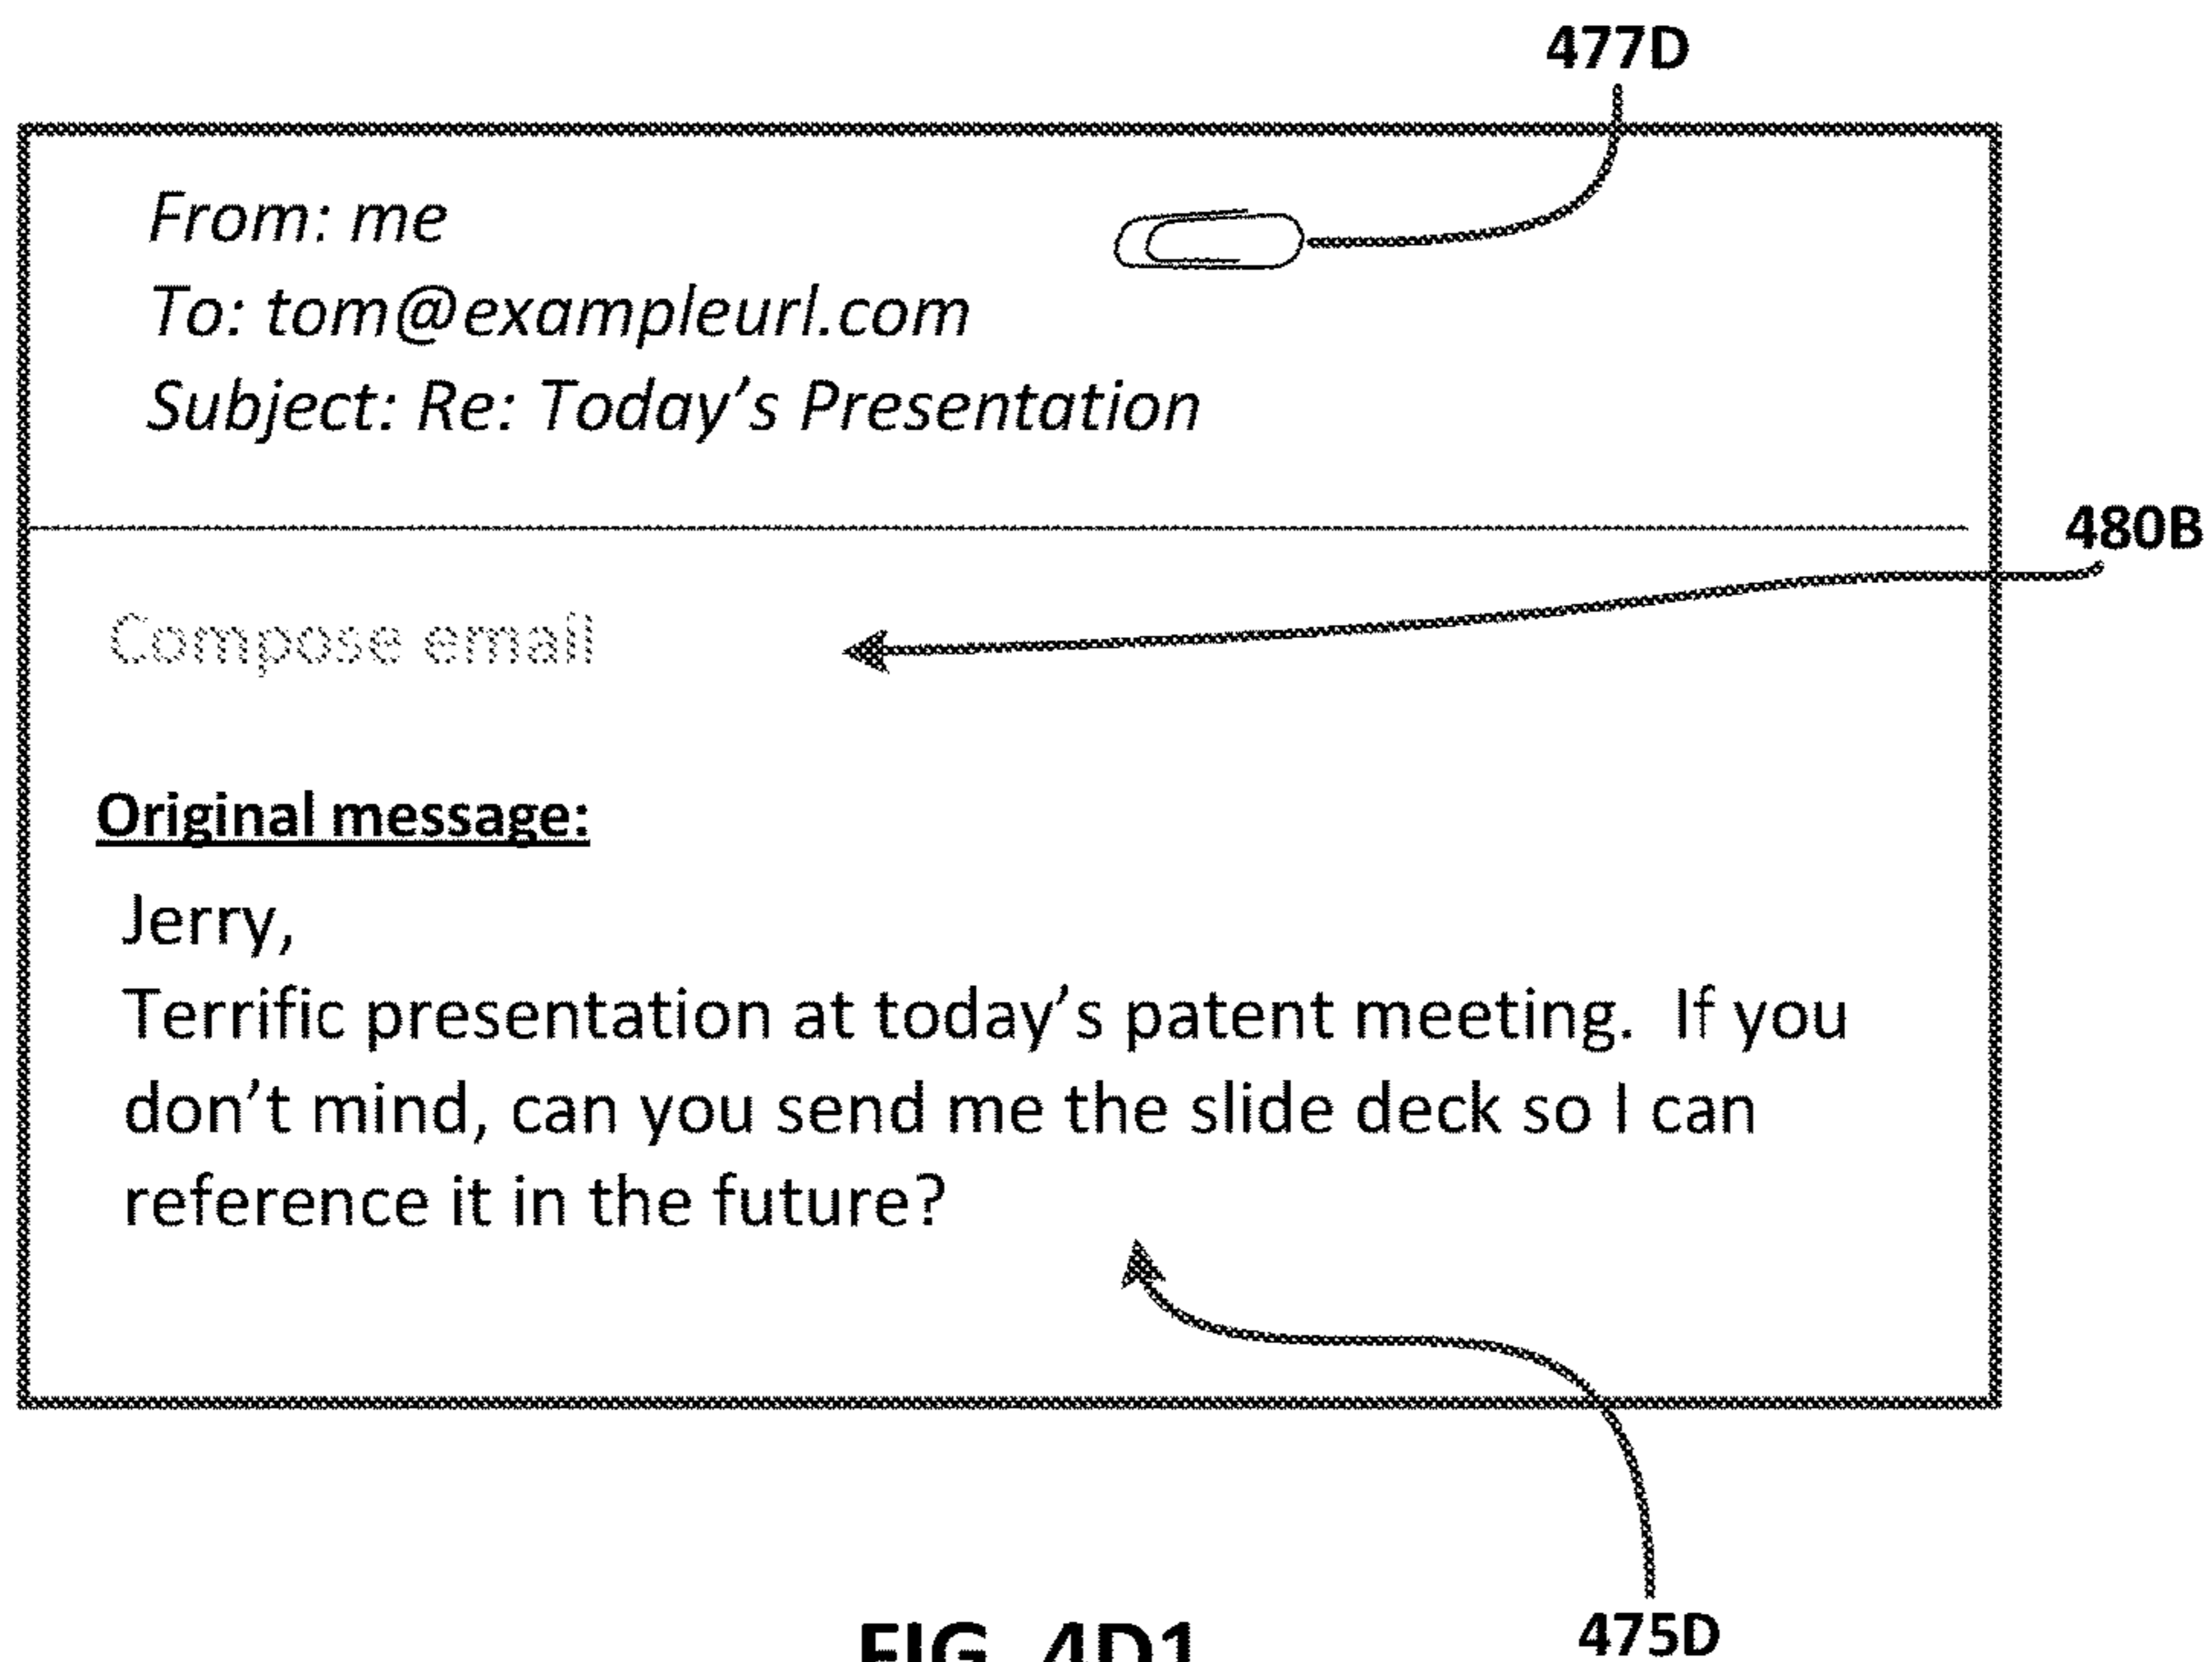 477D
From: me
To: tom@exampleurl.com
Subject: Re: Today's Presentation
480B
Compose email
Original message:
Jerry,
Terrific presentation at today's patent meeting.  If you
don't mind, can you send me the slide deck so I can
reference it in the future?
475D
FIG. 4D1